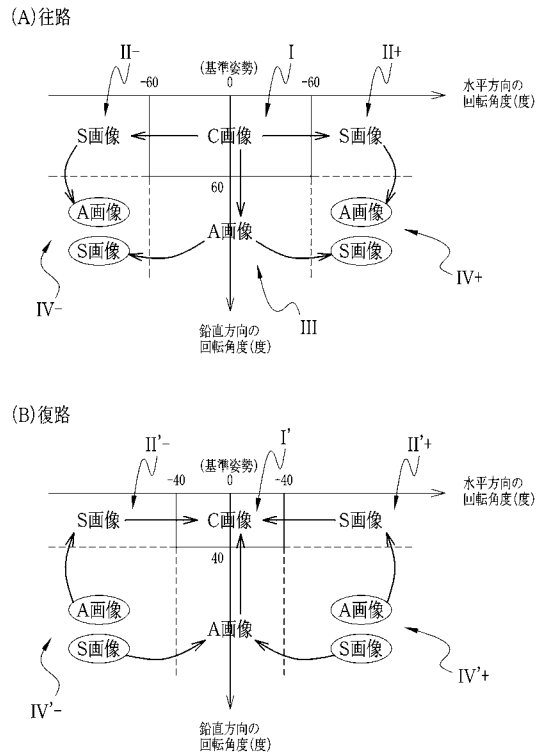 (A)往路
II-
I
II+
(基準姿勢)
-60
0
-60
水平方向の
回転角度(度)
S画像
C画像
S画像
60
A画像
A画像
A画像
S画像
S画像
IV-
IV+
III
鉛直方向の
回転角度(度)
(B)復路
II'-
I'
II'+
(基準姿勢)
-40
0
-40
水平方向の
回転角度(度)
S画像
C画像
S画像
40
A画像
A画像
A画像
S画像
S画像
IV'-
IV'+
鉛直方向の
回転角度(度)